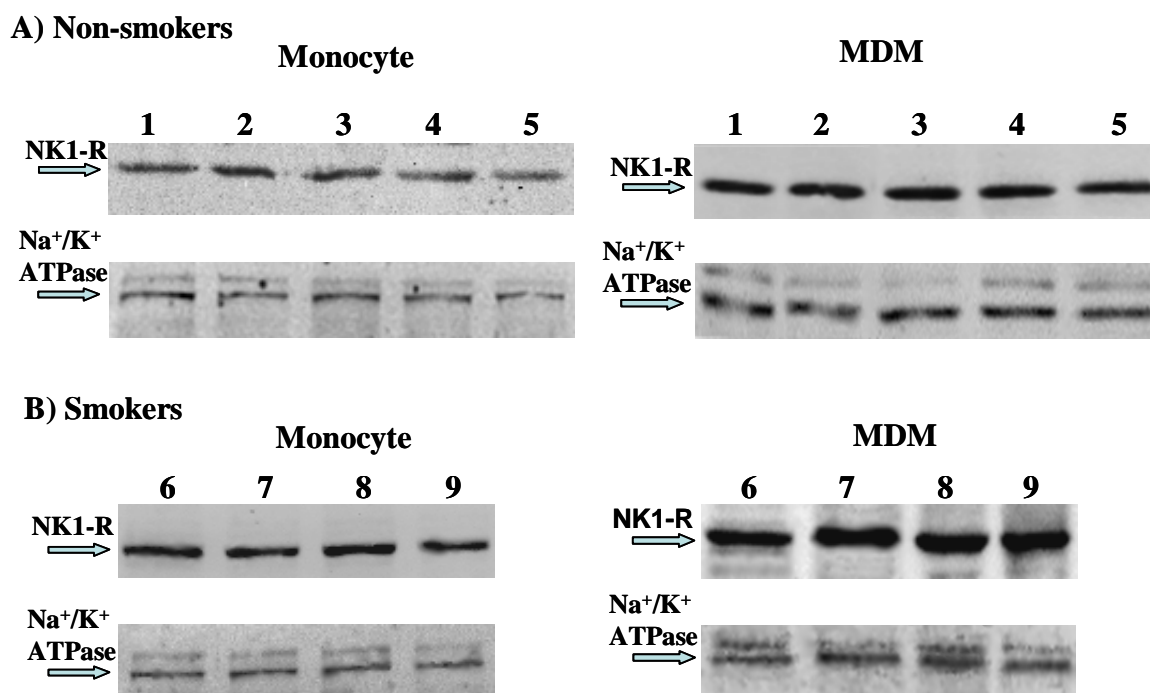 A) Non-smokers
Monocyte
MDM
1 2 3 4 5
1 2 3 4 5
NK1-R
NK1-R
Na⁺/K⁺
ATPase
Na⁺/K⁺
ATPase
B) Smokers
Monocyte
MDM
6 7 8 9
6 7 8 9
NK1-R
NK1-R
Na⁺/K⁺
ATPase
Na⁺/K⁺
ATPase